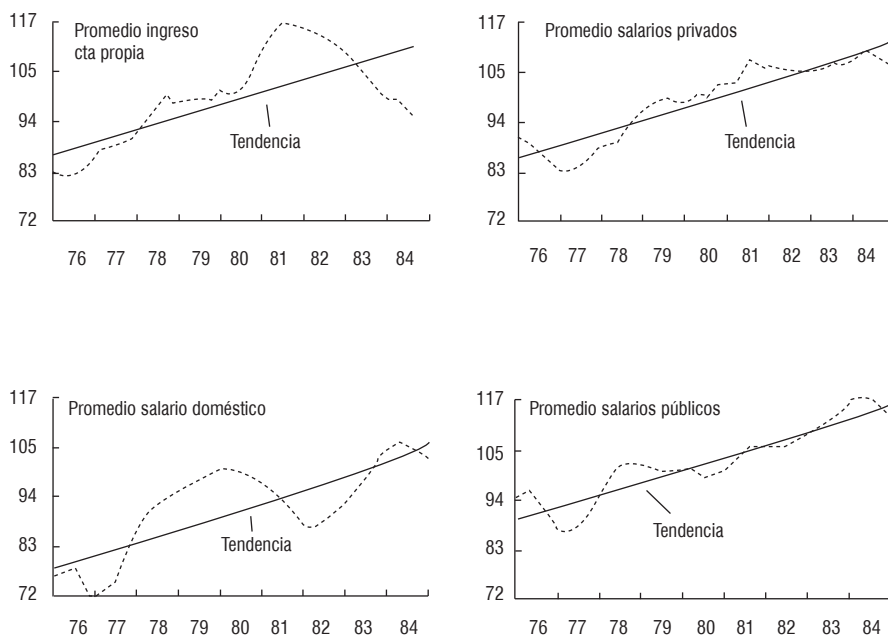 Promedio ingreso
cta propia
117
105
94
83
72
Tendencia
76 77 78 79 80 81 82 83 84
Promedio salarios privados
117
105
94
83
72
Tendencia
76 77 78 79 80 81 82 83 84
Promedio salario doméstico
117
105
94
83
72
Tendencia
76 77 78 79 80 81 82 83 84
Promedio salarios públicos
117
105
94
83
72
Tendencia
76 77 78 79 80 81 82 83 84